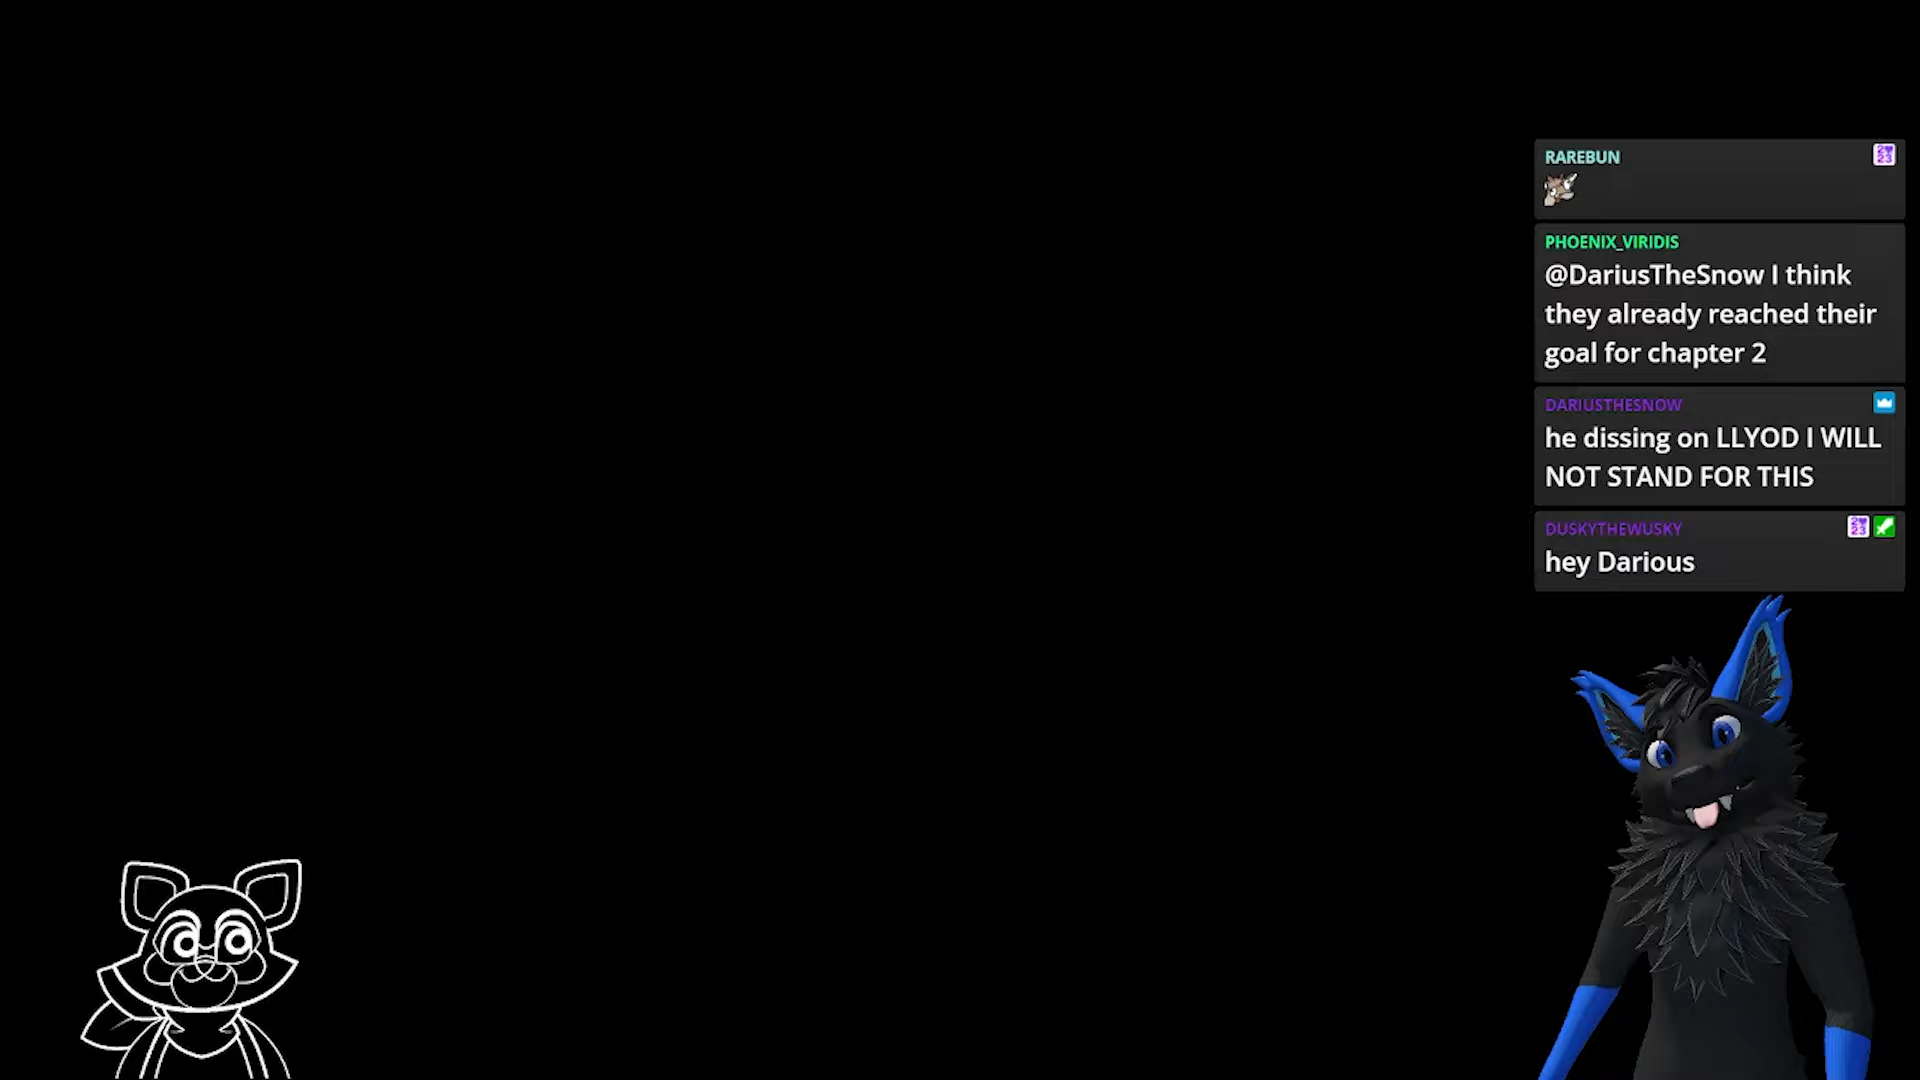 RAREBUN
PHOENIX_VIRIDIS
@DariusTheSnow I think
they already reached their
goal for chapter 2
DARIUSTHESNOW
he dissing on LLYOD I WILL
NOT STAND FOR THIS
DUSKYTHEWUSKY
hey Darious